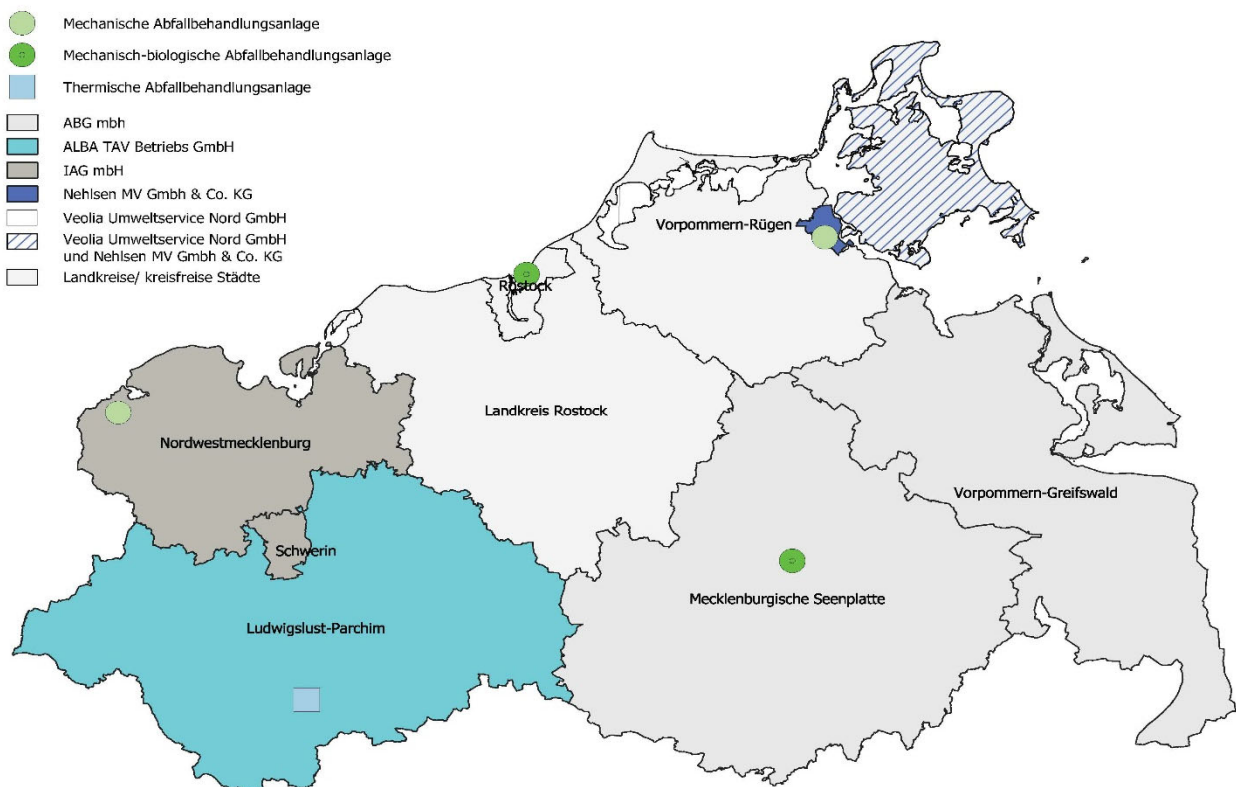 Mechanische Abfallbehandlungsanlage
Mechanisch-biologische Abfallbehandlungsanlage
Thermische Abfallbehandlungsanlage
ABG mbh
ALBA TAV Betriebs GmbH
IAG mbH
Nehlsen MV Gmbh & Co. KG
Veolia Umweltservice Nord GmbH
Veolia Umweltservice Nord GmbH
und Nehlsen MV Gmbh & Co. KG
Landkreise/ kreisfreise Städte
Vorpommern-Rügen
Rostock
Landkreis Rostock
Nordwestmecklenburg
Vorpommern-Greifswald
Schwerin
Mecklenburgische Seenplatte
Ludwigslust-Parchim